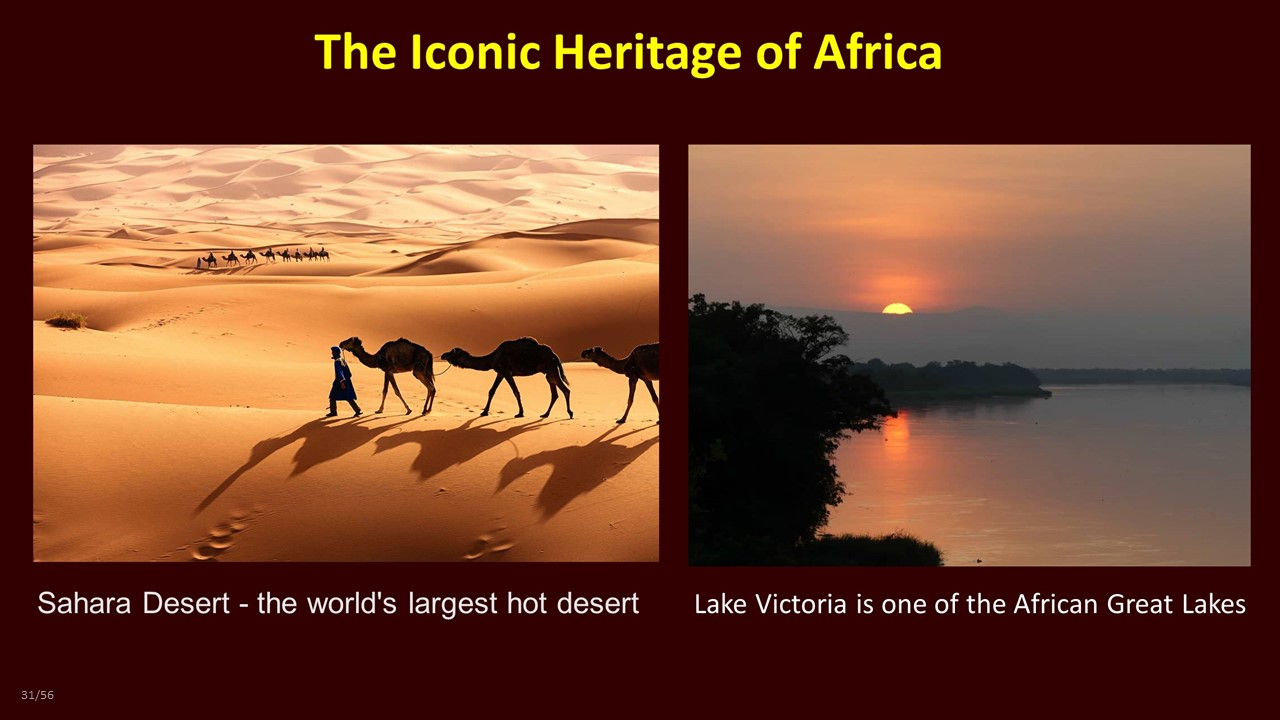 The Iconic Heritage of Africa
Sahara Desert - the world's largest hot desert
Lake Victoria is one of the African Great Lakes
31/56